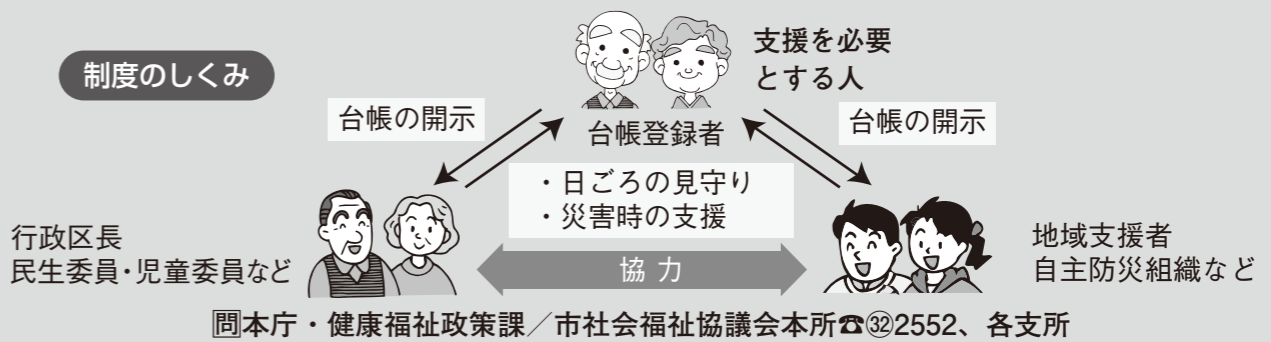 制度のしくみ
支援を必要
とする人
台帳の開示
台帳登録者
台帳の開示
・日ごろの見守り
・災害時の支援
行政区長
民生委員・児童委員など
協力
地域支援者
自主防災組織など
問本庁・健康福祉政策課／市社会福祉協議会本所☎㉜2552、各支所